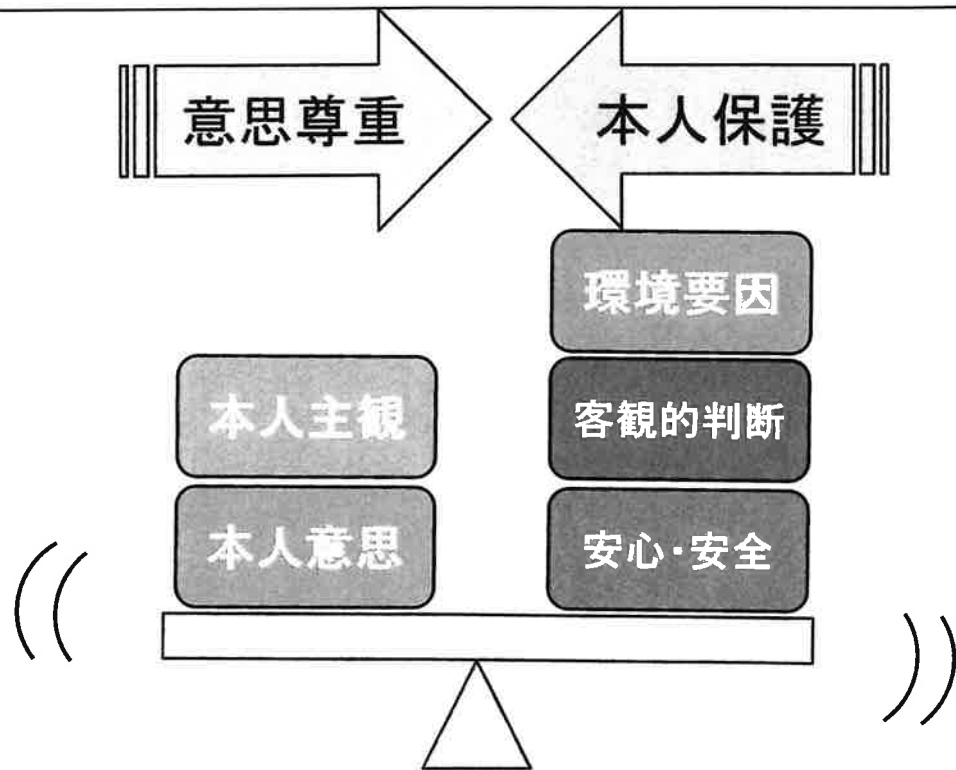 意思尊重
本人保護
環境要因
本人主観
客観的判断
本人意思
安心・安全